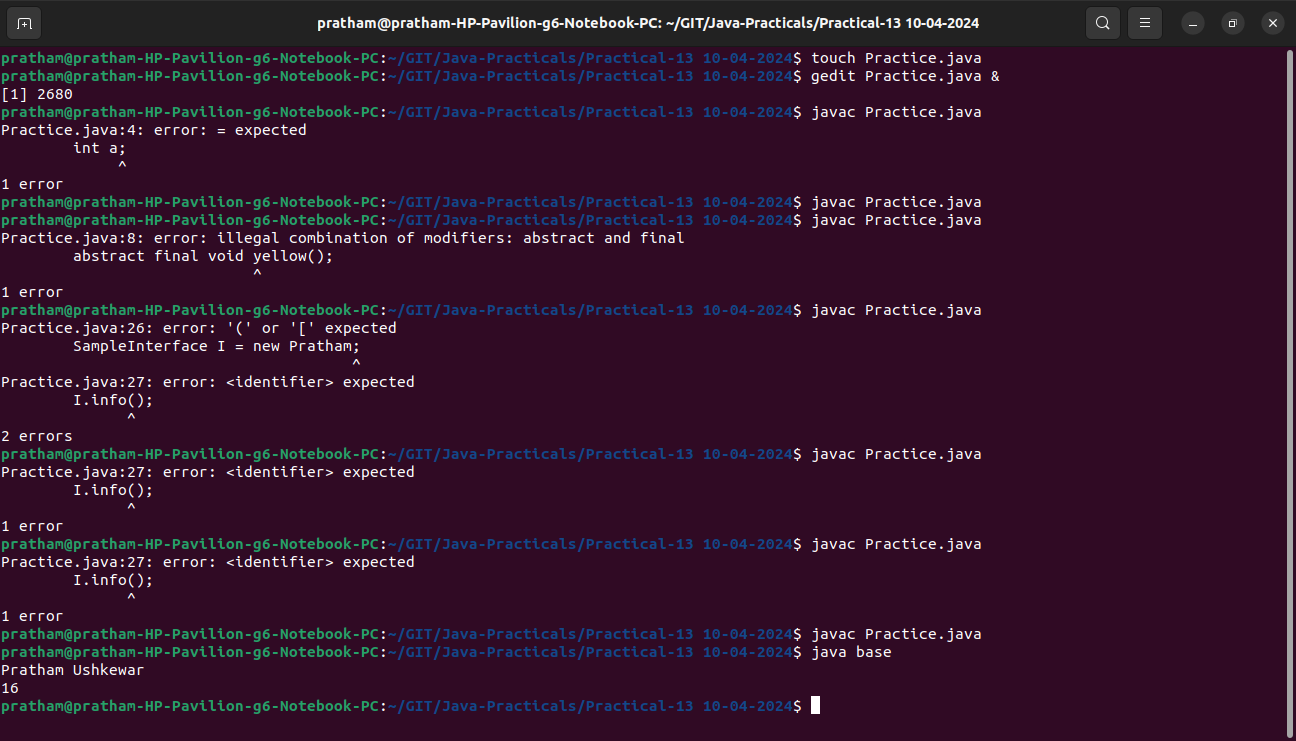 pratham@pratham-HP-Pavilion-g6-Notebook-PC: ~/GIT/Java-Practicals/Practical-13 10-04-2024
pratham@pratham-HP-Pavilion-g6-Notebook-PC:~/GIT/Java-Practicals/Practical-13 10-04-2024$ touch Practice.java
pratham@pratham-HP-Pavilion-g6-Notebook-PC:~/GIT/Java-Practicals/Practical-13 10-04-2024$ gedit Practice.java &
[1] 2680
pratham@pratham-HP-Pavilion-g6-Notebook-PC:~/GIT/Java-Practicals/Practical-13 10-04-2024$ javac Practice.java
Practice.java:4: error: = expected
        int a;
             ^
1 error
pratham@pratham-HP-Pavilion-g6-Notebook-PC:~/GIT/Java-Practicals/Practical-13 10-04-2024$ javac Practice.java
pratham@pratham-HP-Pavilion-g6-Notebook-PC:~/GIT/Java-Practicals/Practical-13 10-04-2024$ javac Practice.java
Practice.java:8: error: illegal combination of modifiers: abstract and final
        abstract final void yellow();
                            ^
1 error
pratham@pratham-HP-Pavilion-g6-Notebook-PC:~/GIT/Java-Practicals/Practical-13 10-04-2024$ javac Practice.java
Practice.java:26: error: '(' or '[' expected
        SampleInterface I = new Pratham;
                                       ^
Practice.java:27: error: <identifier> expected
        I.info();
              ^
2 errors
pratham@pratham-HP-Pavilion-g6-Notebook-PC:~/GIT/Java-Practicals/Practical-13 10-04-2024$ javac Practice.java
Practice.java:27: error: <identifier> expected
        I.info();
              ^
1 error
pratham@pratham-HP-Pavilion-g6-Notebook-PC:~/GIT/Java-Practicals/Practical-13 10-04-2024$ javac Practice.java
Practice.java:27: error: <identifier> expected
        I.info();
              ^
1 error
pratham@pratham-HP-Pavilion-g6-Notebook-PC:~/GIT/Java-Practicals/Practical-13 10-04-2024$ javac Practice.java
pratham@pratham-HP-Pavilion-g6-Notebook-PC:~/GIT/Java-Practicals/Practical-13 10-04-2024$ java base
Pratham Ushkewar
16
pratham@pratham-HP-Pavilion-g6-Notebook-PC:~/GIT/Java-Practicals/Practical-13 10-04-2024$